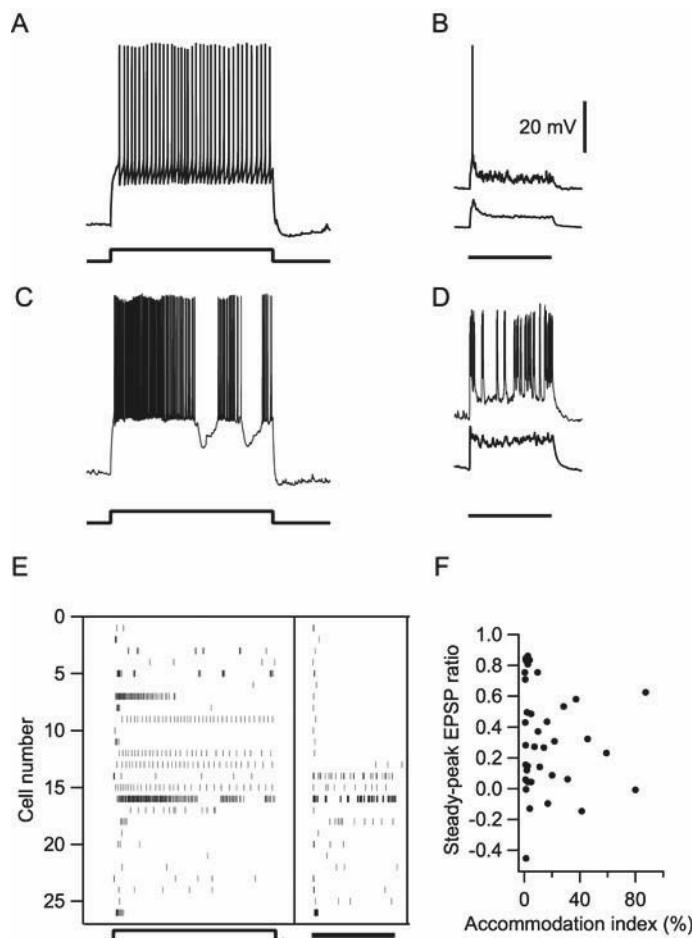 A
B
20 mV
C
D
E
F
0
5
10
15
20
25
Cell number
1.0
0.8
0.6
0.4
0.2
0.0
-0.2
-0.4
Steady-peak EPSP ratio
0 40 80
Accommodation index (%)